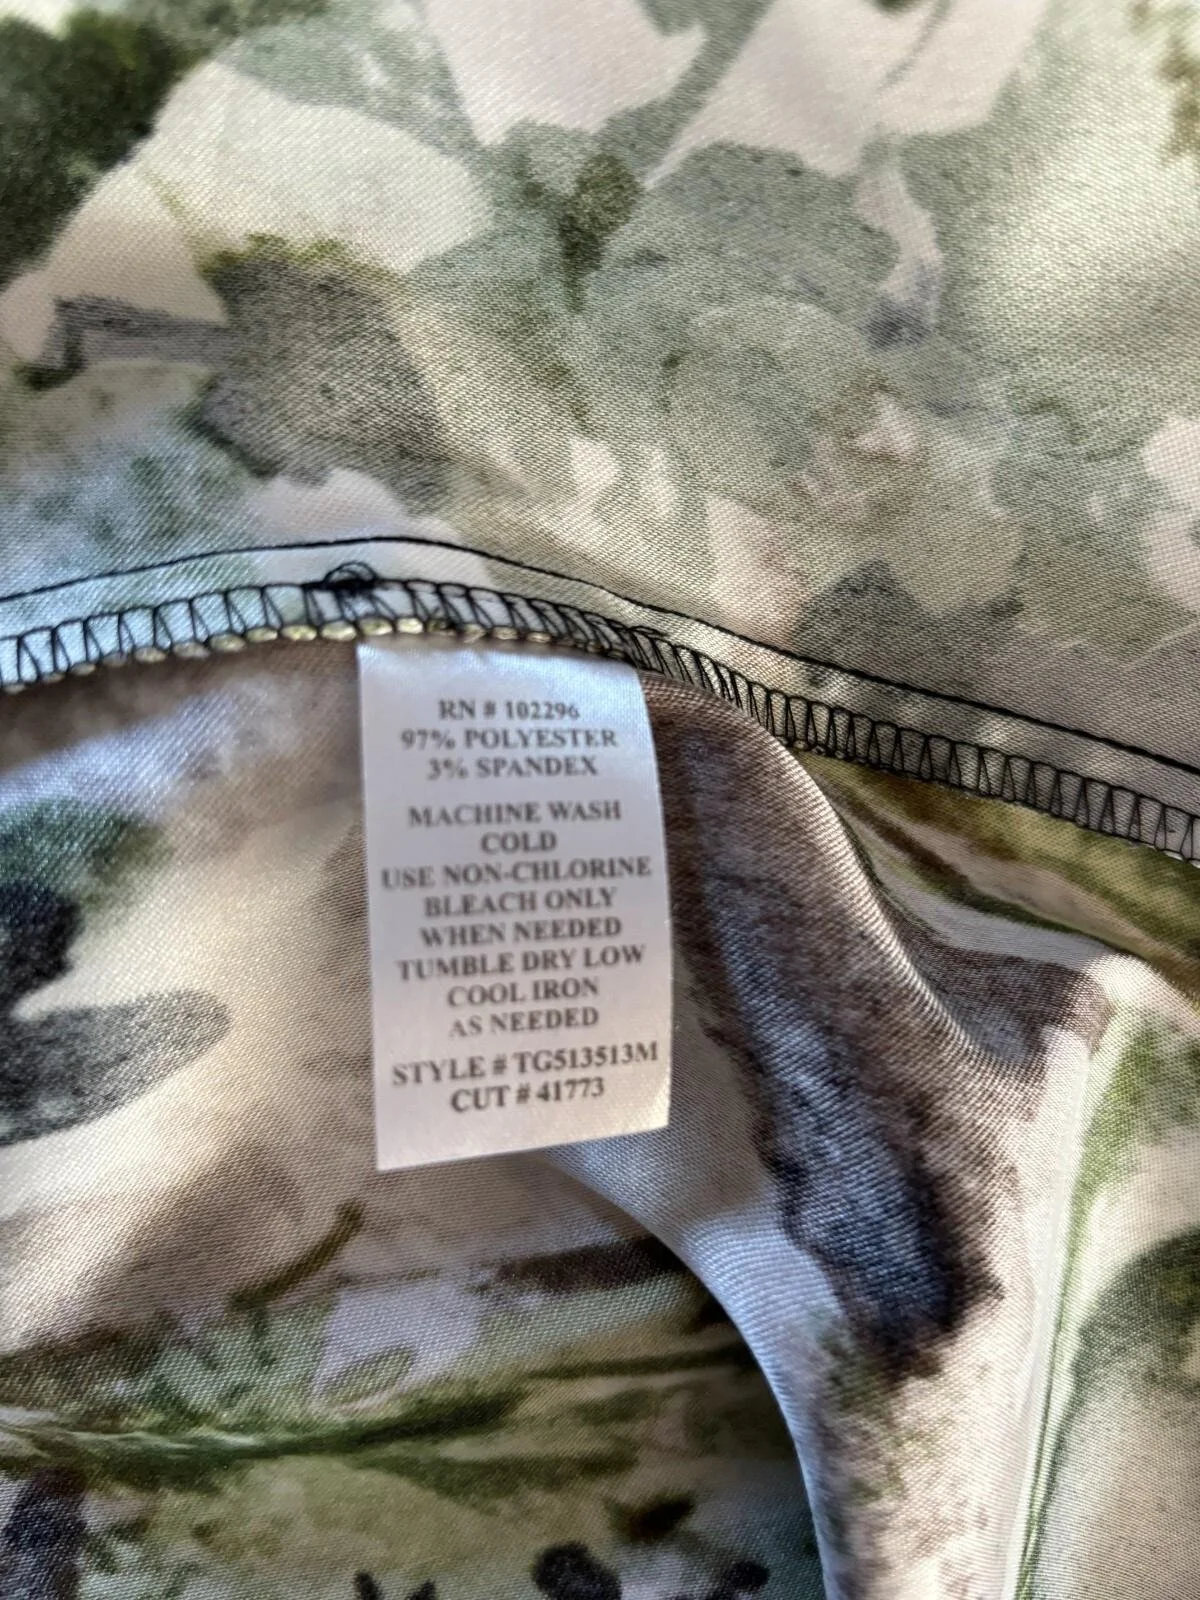 RN # 102296
97% POLYESTER
3% SPANDEX
MACHINE WASH
COLD
USE NON-CHLORINE
BLEACH ONLY
WHEN NEEDED
TUMBLE DRY LOW
COOL IRON
AS NEEDED
STYLE # TG513513M
CUT # 41773